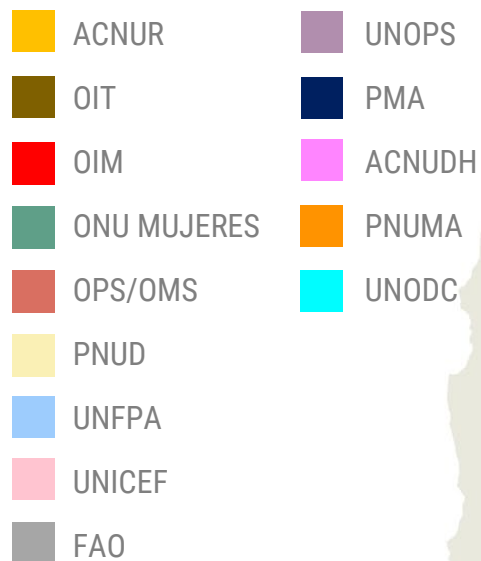 ACNUR
OIT
OIM
ONU MUJERES
OPS/OMS
PNUD
UNFPA
UNICEF
FAO
UNOPS
PMA
ACNUDH
PNUMA
UNODC